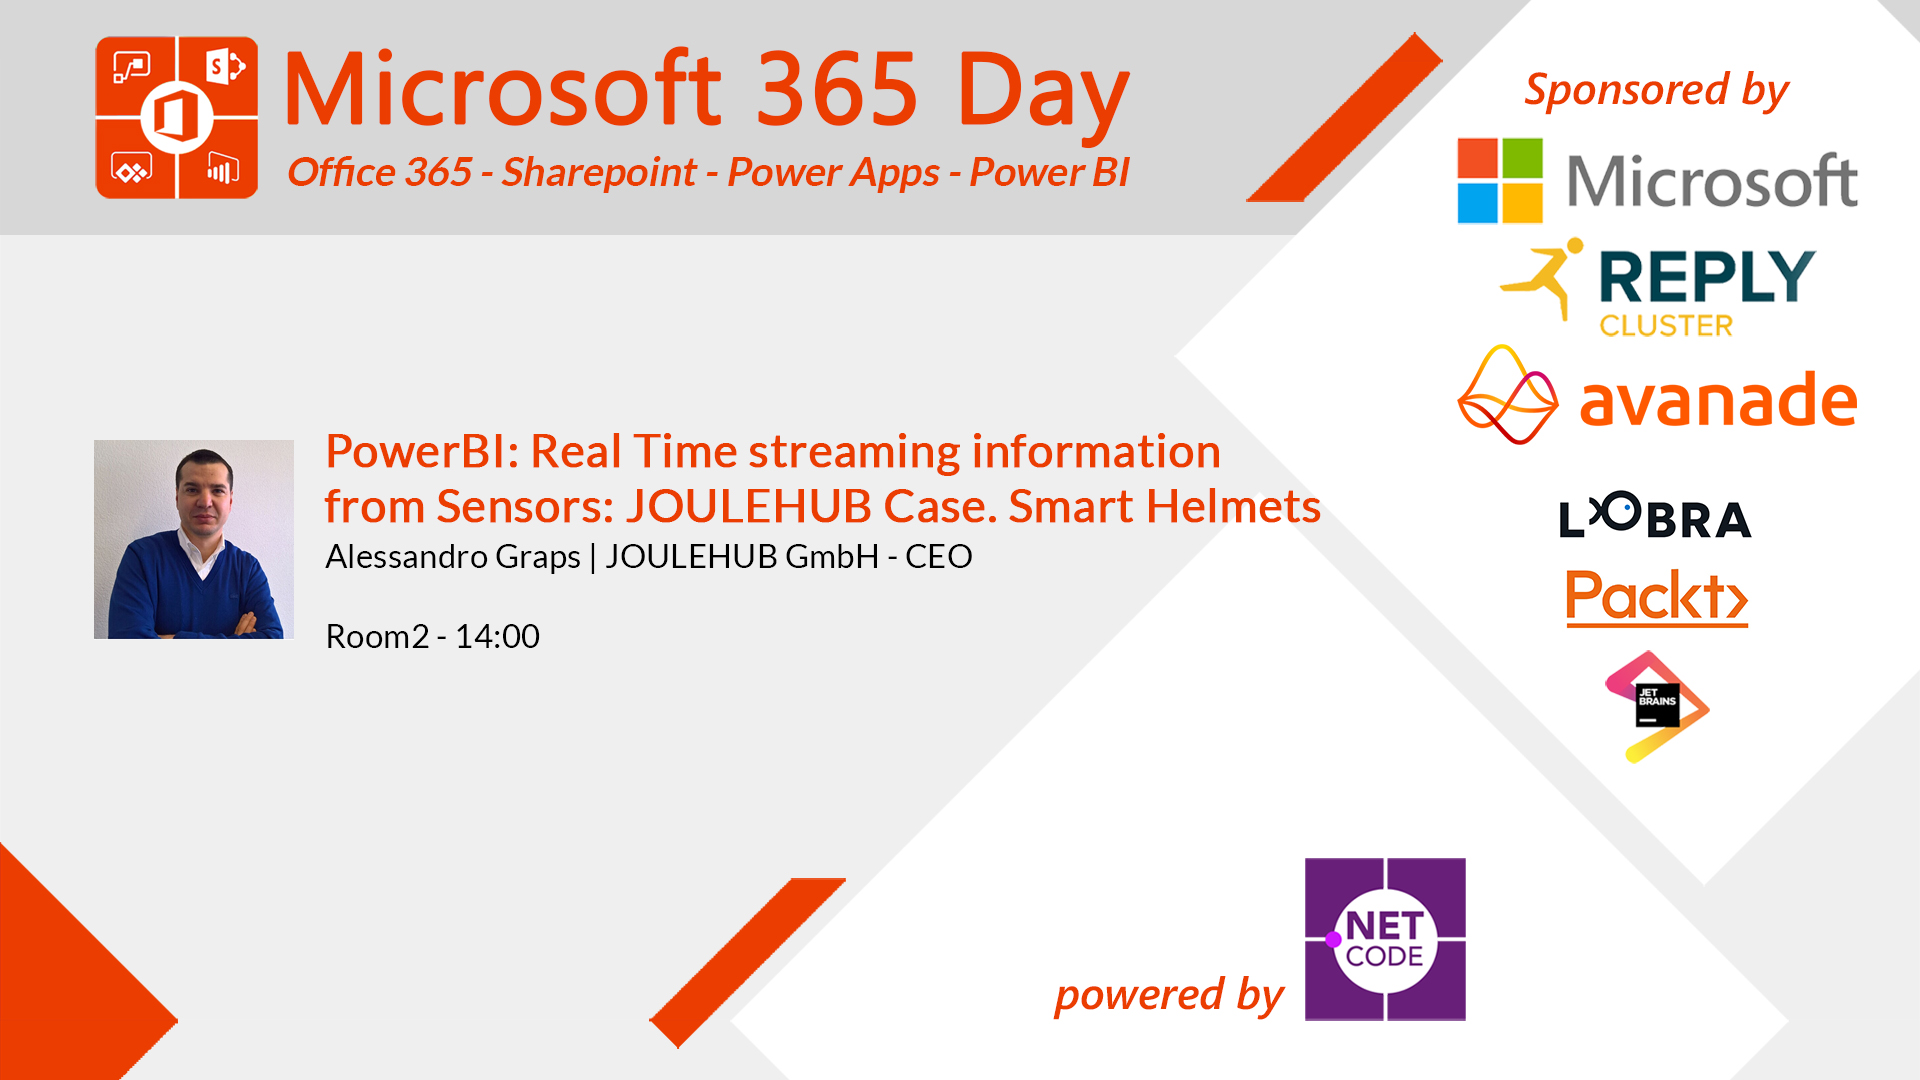 Microsoft 365 Day
Office 365 - Sharepoint - Power Apps - Power BI
Sponsored by
Microsoft
REPLY
CLUSTER
avanade
PowerBI: Real Time streaming information
from Sensors: JOULEHUB Case. Smart Helmets
Alessandro Graps | JOULEHUB GmbH - CEO
Room2 - 14:00
LOBRA
Packt>
JET
BRAINS
powered by
NET
CODE